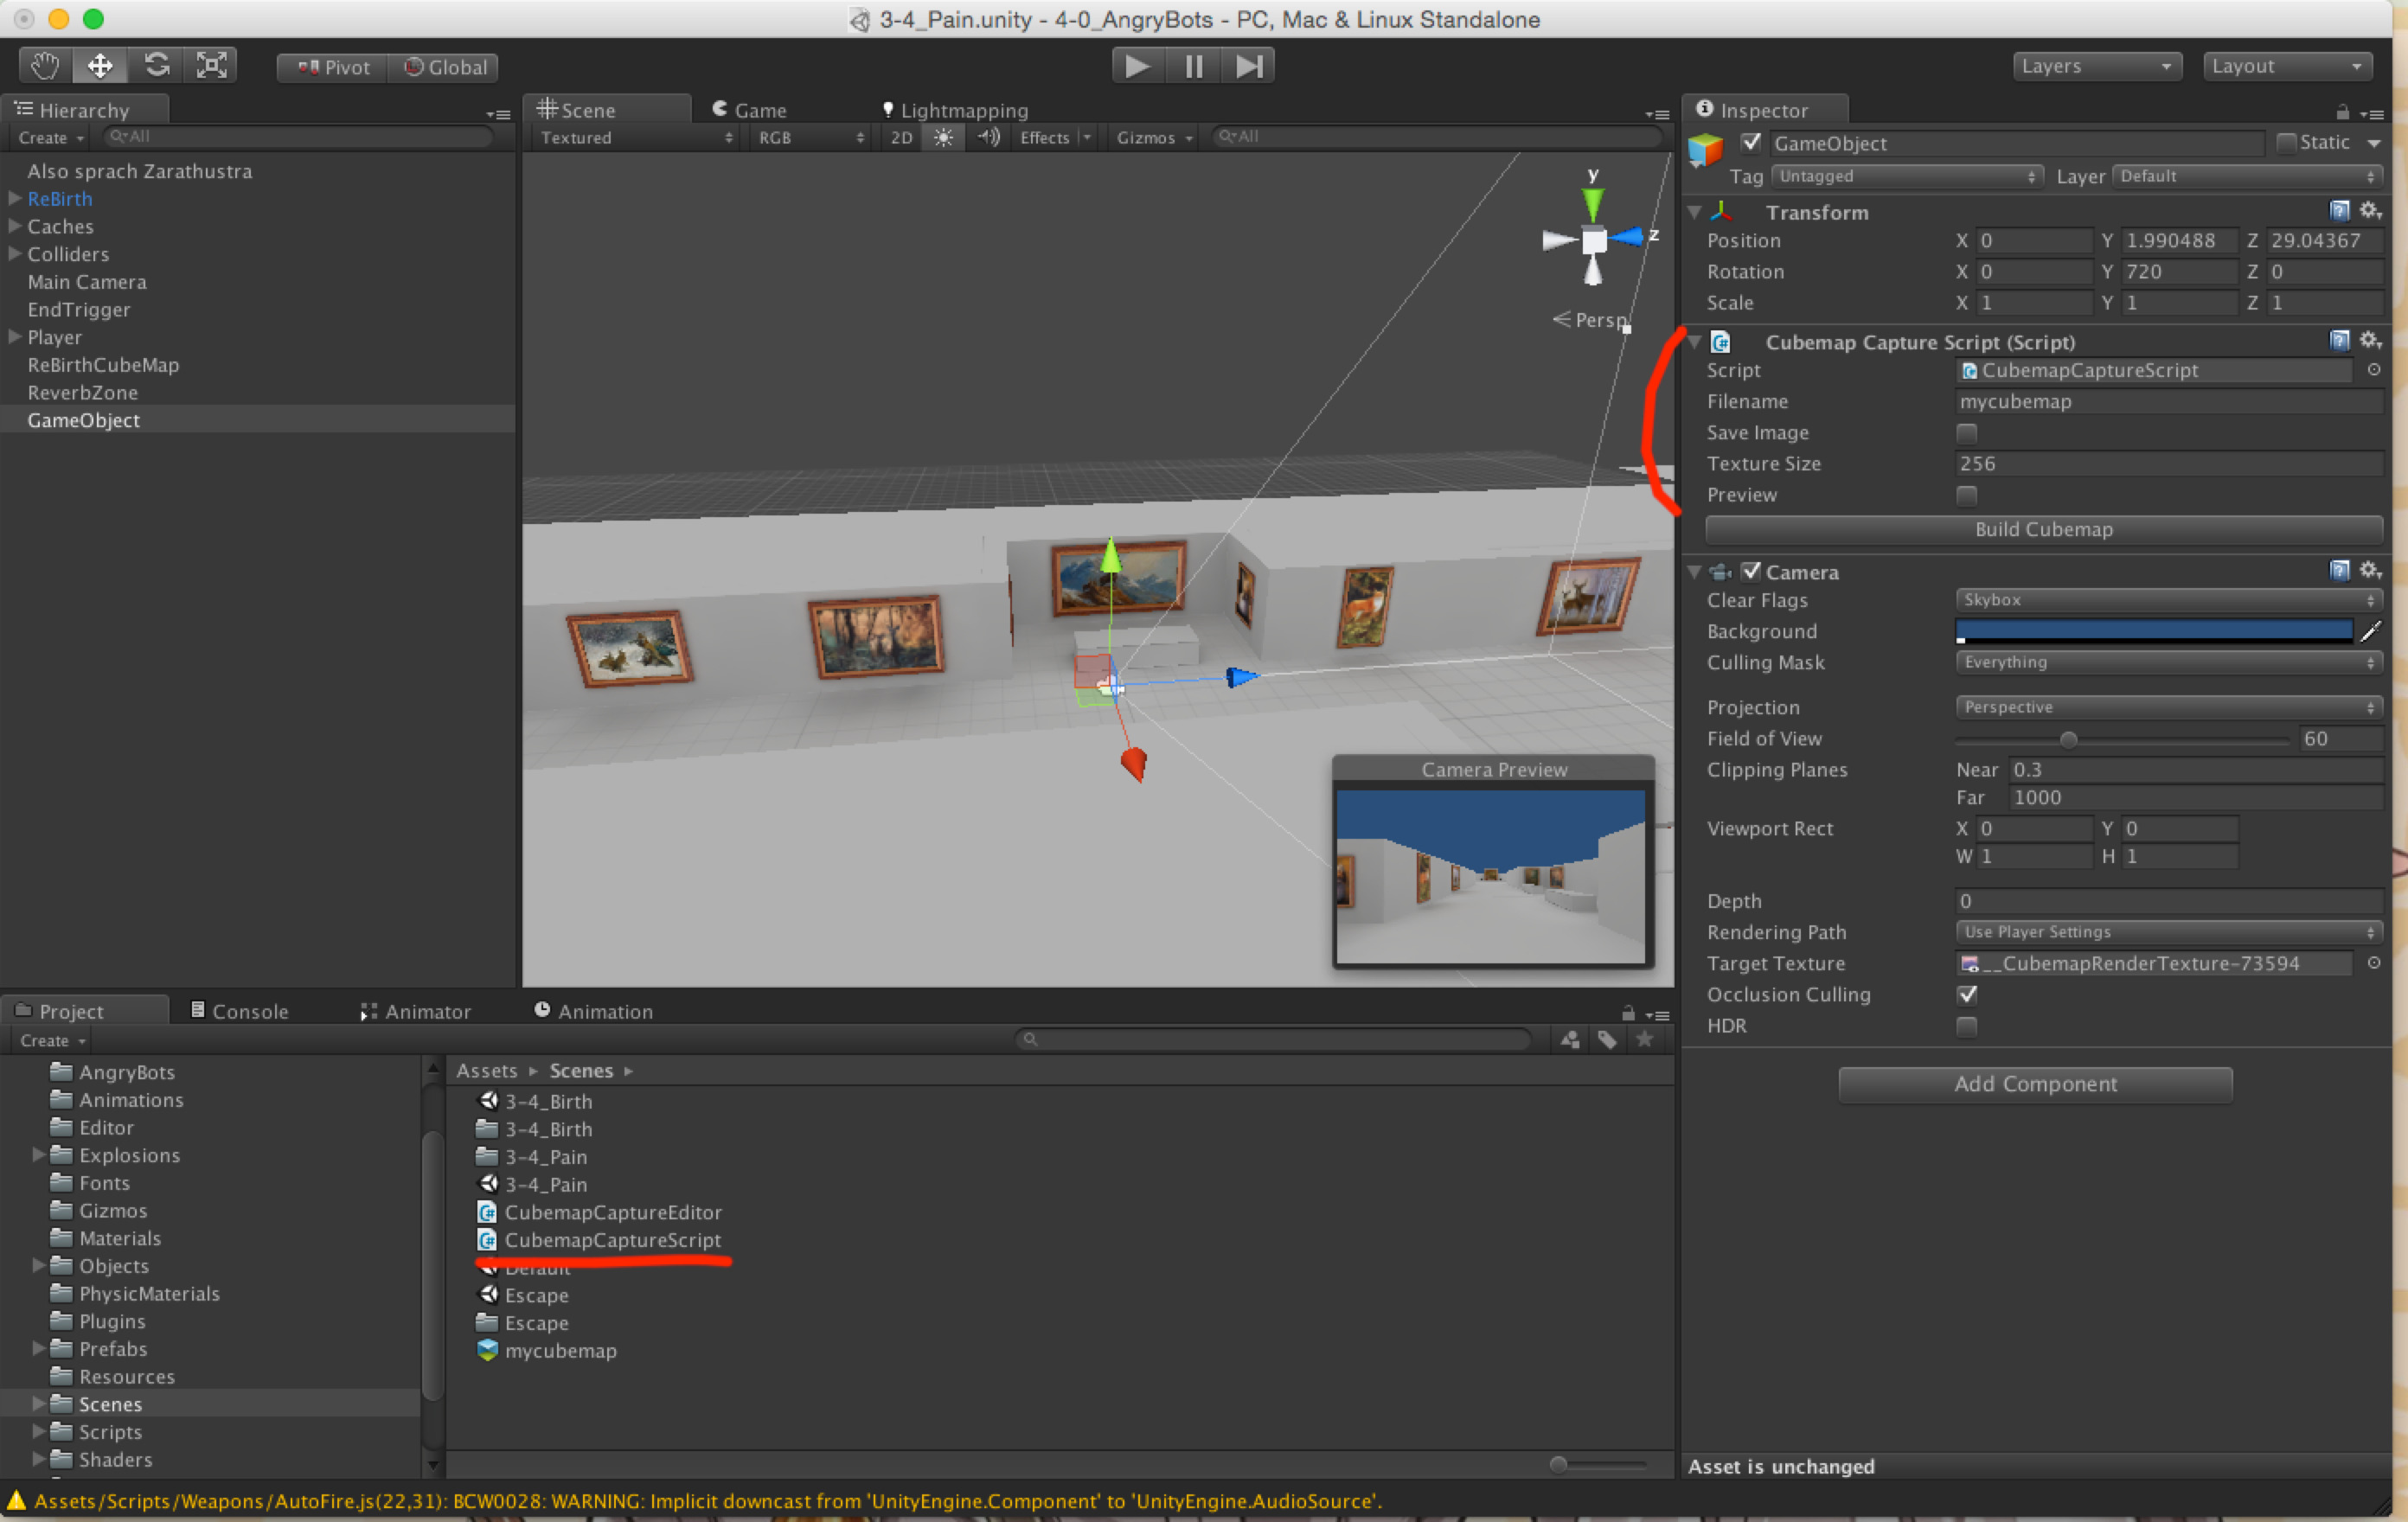 3-4_Pain.unity - 4-0_AngryBots - PC, Mac & Linux Standalone
Pivot Global Layers Layout
Hierarchy
Create All
Also sprach Zarathustra
ReBirth
Caches
Colliders
Main Camera
EndTrigger
Player
ReBirthCubeMap
ReverbZone
GameObject
Scene Game Lightmapping
Textured RGB 2D Effects Gizmos All
y
z
Persp
Camera Preview
Inspector
GameObject Static
Tag Untagged Layer Default
Transform
Position X 0 Y 1.990488 Z 29.04367
Rotation X 0 Y 720 Z 0
Scale X 1 Y 1 Z 1
Cubemap Capture Script (Script)
Script CubemapCaptureScript
Filename mycubemap
Save Image
Texture Size 256
Preview
Build Cubemap
Camera
Clear Flags Skybox
Background
Culling Mask Everything
Projection Perspective
Field of View 60
Clipping Planes Near 0.3
Far 1000
Viewport Rect X 0 Y 0
W 1 H 1
Depth 0
Rendering Path Use Player Settings
Target Texture __CubemapRenderTexture-73594
Occlusion Culling
HDR
Add Component
Asset is unchanged
Project Console Animator Animation
Create
AngryBots
Animations
Editor
Explosions
Fonts
Gizmos
Materials
Objects
PhysicMaterials
Plugins
Prefabs
Resources
Scenes
Scripts
Shaders
Assets Scenes
3-4_Birth
3-4_Birth
3-4_Pain
3-4_Pain
CubemapCaptureEditor
CubemapCaptureScript
Default
Escape
Escape
mycubemap
Assets/Scripts/Weapons/AutoFire.js(22,31): BCW0028: WARNING: Implicit downcast from 'UnityEngine.Component' to 'UnityEngine.AudioSource'.